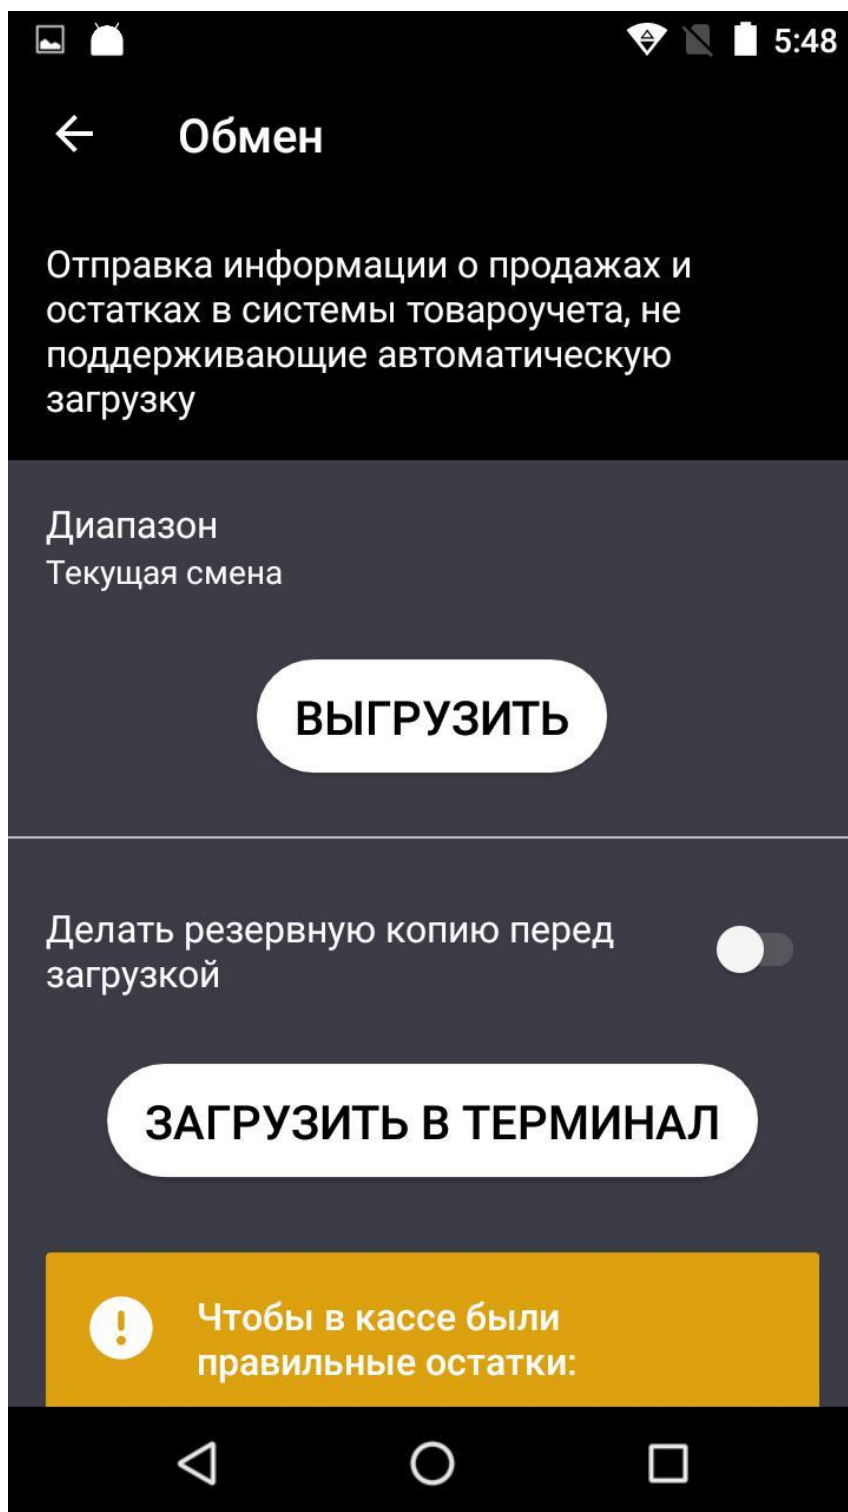 5:48
Обмен
Отправка информации о продажах и
остатках в системы товароучета, не
поддерживающие автоматическую
загрузку
Диапазон
Текущая смена
ВЫГРУЗИТЬ
Делать резервную копию перед
загрузкой
ЗАГРУЗИТЬ В ТЕРМИНАЛ
Чтобы в кассе были
правильные остатки: